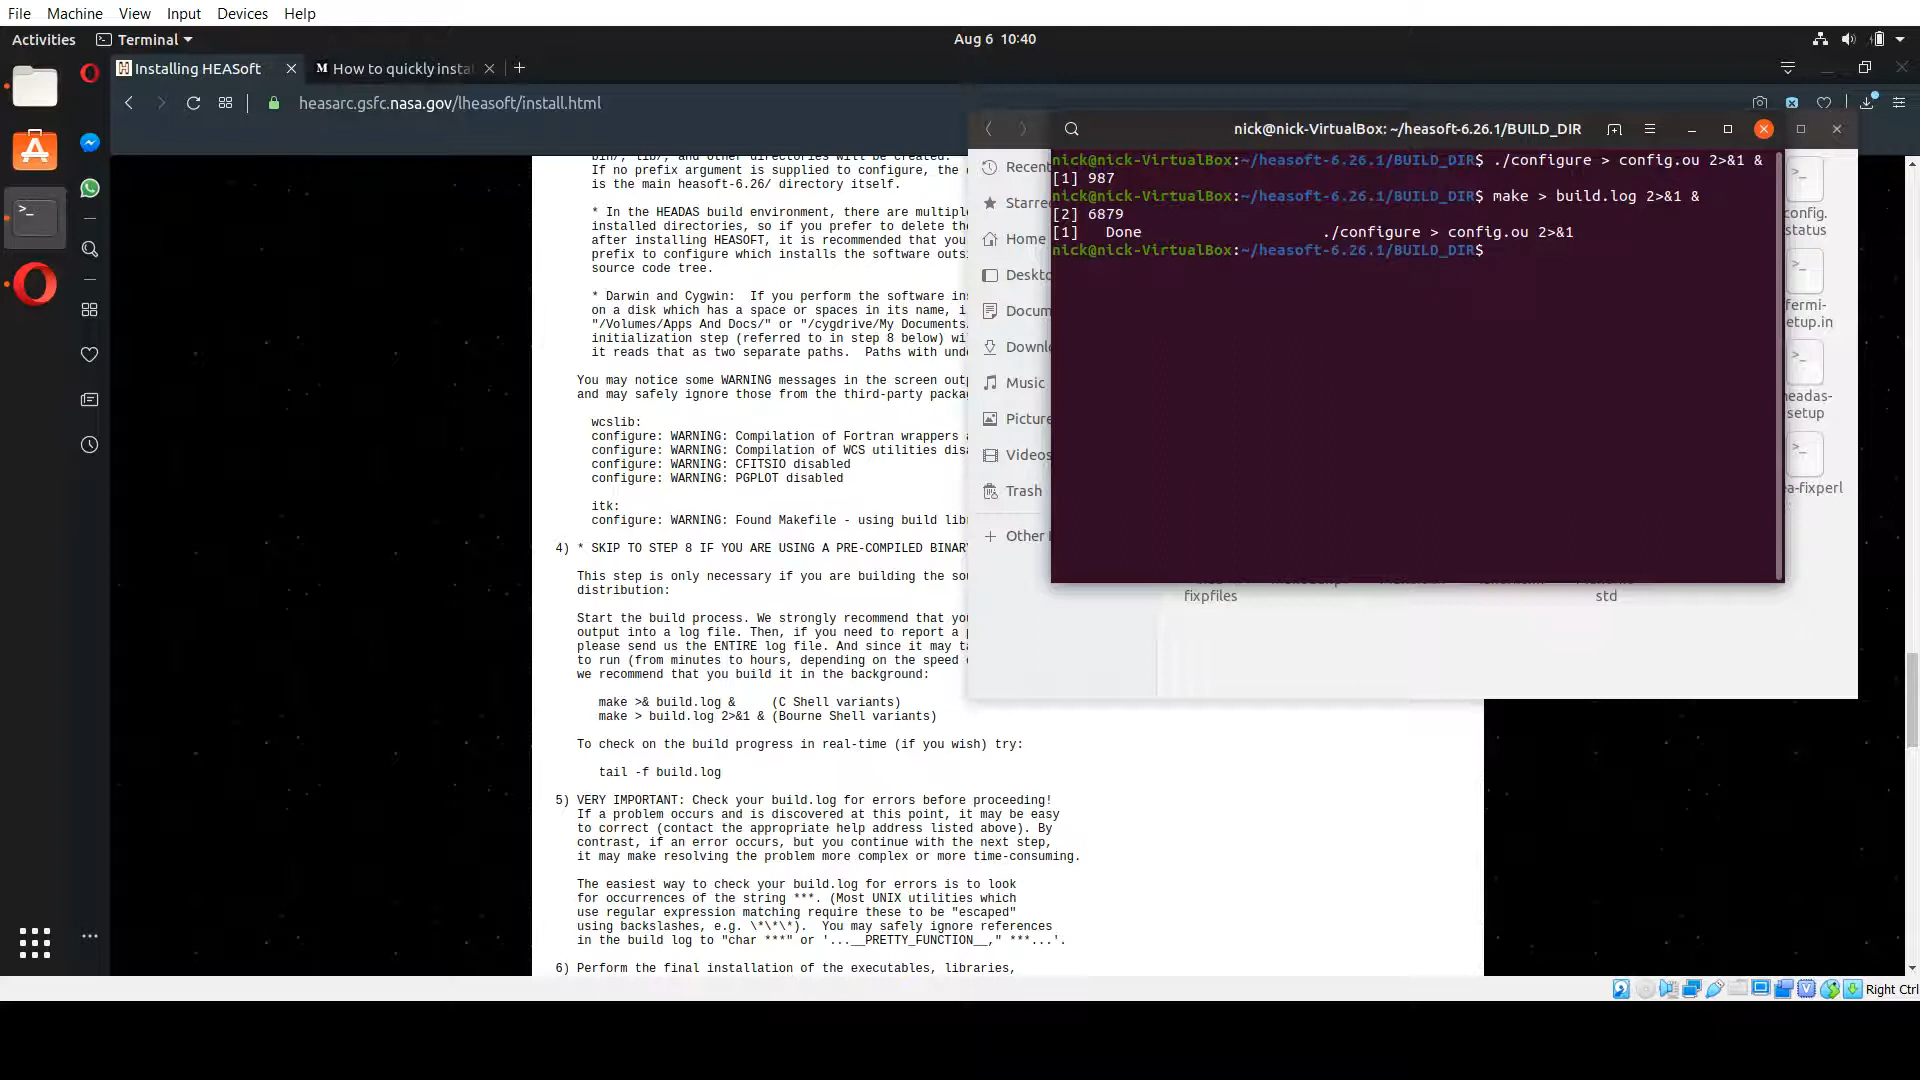 File Machine View Input Devices Help
Activities Terminal Aug 6 10:40
Installing HEASoft
M How to quickly insta
heasarc.gsfc.nasa.gov/lheasoft/install.html
bin/, lib/, and other directories will be created.
If no prefix argument is supplied to configure, the
is the main heasoft-6.26/ directory itself.
* In the HEADAS build environment, there are multiple
installed directories, so if you prefer to delete the
after installing HEASOFT, it is recommended that you
prefix to configure which installs the software outs
source code tree.
* Darwin and Cygwin: If you perform the software ins
on a disk which has a space or spaces in its name, i
"/Volumes/Apps And Docs/" or "/cygdrive/My Documents
initialization step (referred to in step 8 below) wi
it reads that as two separate paths. Paths with und
You may notice some WARNING messages in the screen outp
and may safely ignore those from the third-party packa
wcslib:
configure: WARNING: Compilation of Fortran wrappers
configure: WARNING: Compilation of WCS utilities dis
configure: WARNING: CFITSIO disabled
configure: WARNING: PGPLOT disabled
itk:
configure: WARNING: Found Makefile - using build lib
4) * SKIP TO STEP 8 IF YOU ARE USING A PRE-COMPILED BINARY
This step is only necessary if you are building the sou
distribution:
Start the build process. We strongly recommend that you
output into a log file. Then, if you need to report a p
please send us the ENTIRE log file. And since it may ta
to run (from minutes to hours, depending on the speed
we recommend that you build it in the background:
make >& build.log & (C Shell variants)
make > build.log 2>&1 & (Bourne Shell variants)
To check on the build progress in real-time (if you wish) try:
tail -f build.log
5) VERY IMPORTANT: Check your build.log for errors before proceeding!
If a problem occurs and is discovered at this point, it may be easy
to correct (contact the appropriate help address listed above). By
contrast, if an error occurs, but you continue with the next step,
it may make resolving the problem more complex or more time-consuming.
The easiest way to check your build.log for errors is to look
for occurrences of the string ***. (Most UNIX utilities which
use regular expression matching require these to be "escaped"
using backslashes, e.g. \*\*\*). You may safely ignore references
in the build log to "char ***" or '...__PRETTY_FUNCTION__," ***...'.
6) Perform the final installation of the executables, libraries,
Recent
Starre
Home
Deskto
Docum
Downlo
Music
Picture
Videos
Trash
Other
nick@nick-VirtualBox: ~/heasoft-6.26.1/BUILD_DIR
nick@nick-VirtualBox:~/heasoft-6.26.1/BUILD_DIR$ ./configure > config.ou 2>&1 &
[1] 987
nick@nick-VirtualBox:~/heasoft-6.26.1/BUILD_DIR$ make > build.log 2>&1 &
[2] 6879
[1] Done ./configure > config.ou 2>&1
nick@nick-VirtualBox:~/heasoft-6.26.1/BUILD_DIR$
config.
status
fermi-
setup.in
headas-
setup
ea-fixperl
fixpfiles
std
Right Ctrl